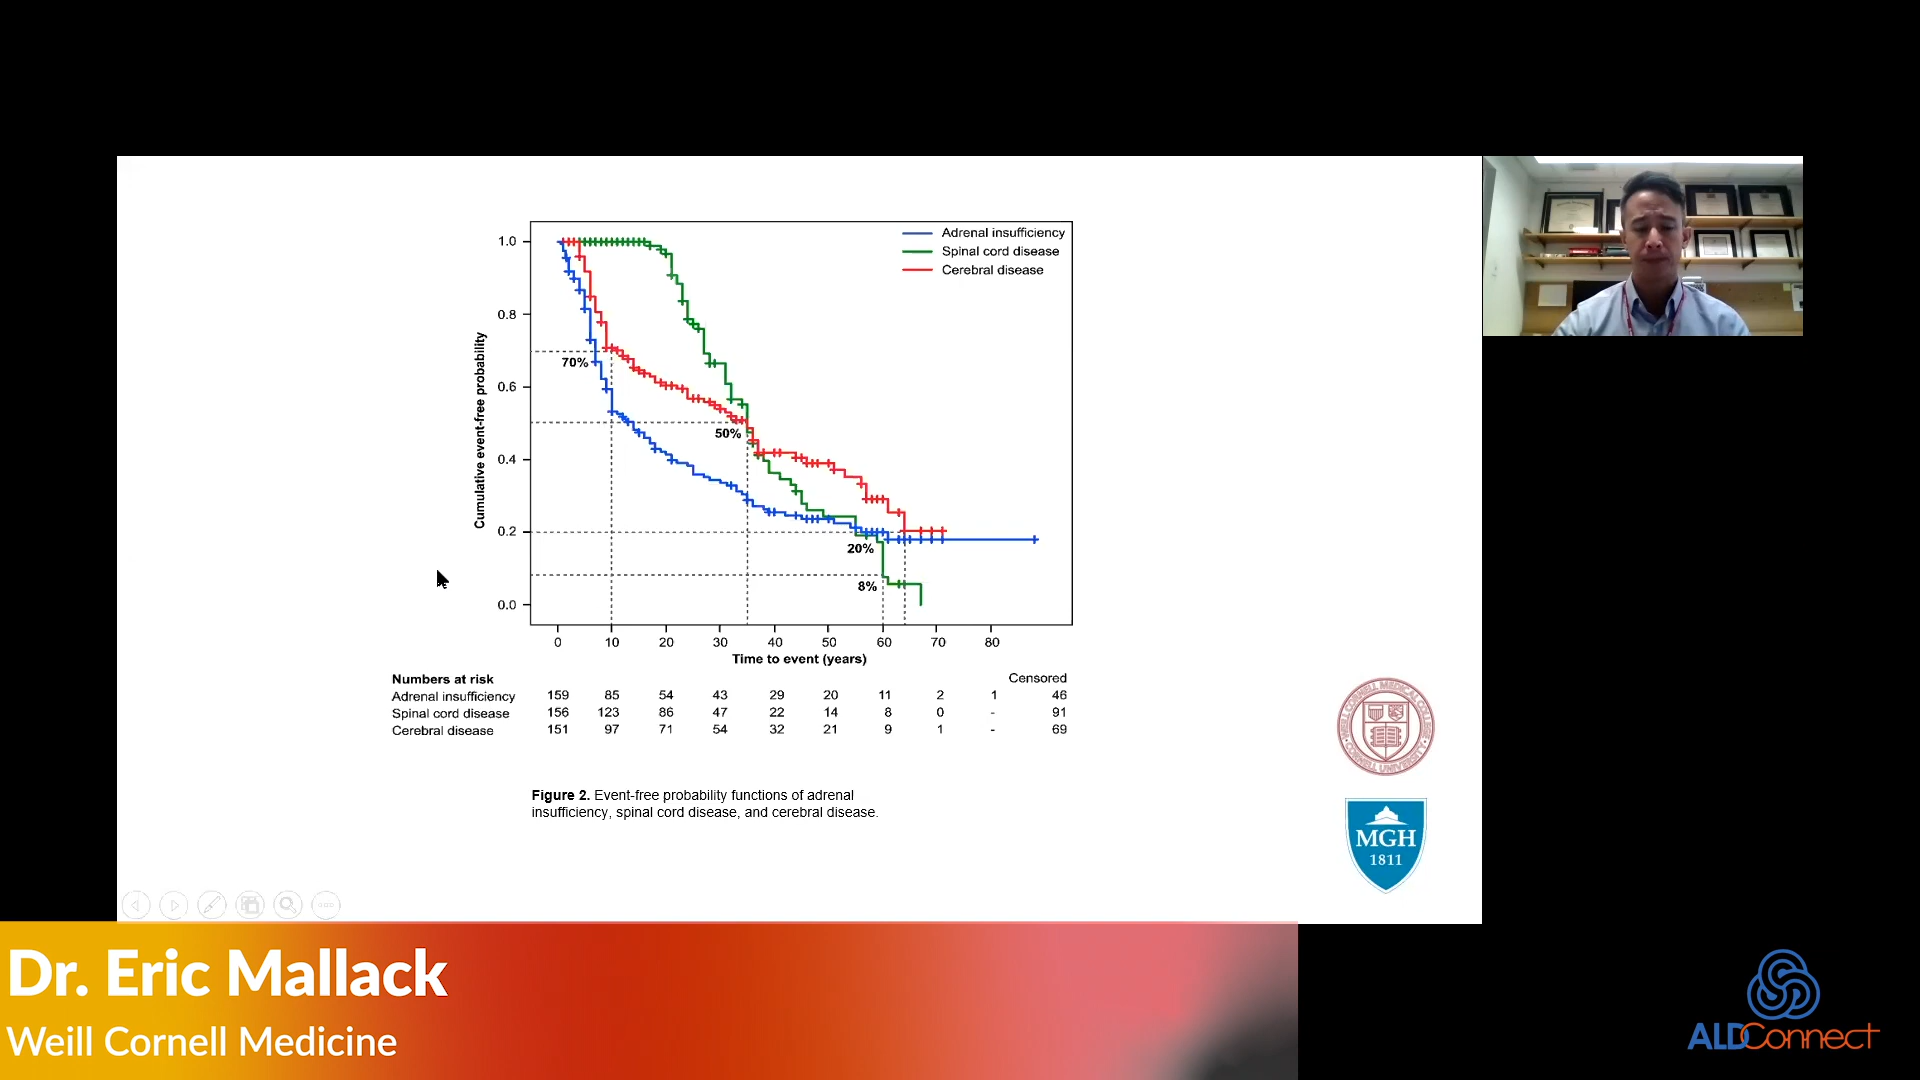 Adrenal insufficiency
Spinal cord disease
Cerebral disease
Cumulative event-free probability
1.0
0.8
0.6
0.4
0.2
0.0
70%
50%
20%
8%
0 10 20 30 40 50 60 70 80
Time to event (years)
Numbers at risk Censored
Adrenal insufficiency 159 85 54 43 29 20 11 2 1 46
Spinal cord disease 156 123 86 47 22 14 8 0 - 91
Cerebral disease 151 97 71 54 32 21 9 1 - 69
Figure 2. Event-free probability functions of adrenal
insufficiency, spinal cord disease, and cerebral disease.
MGH
1811
Dr. Eric Mallack
Weill Cornell Medicine
ALDConnect